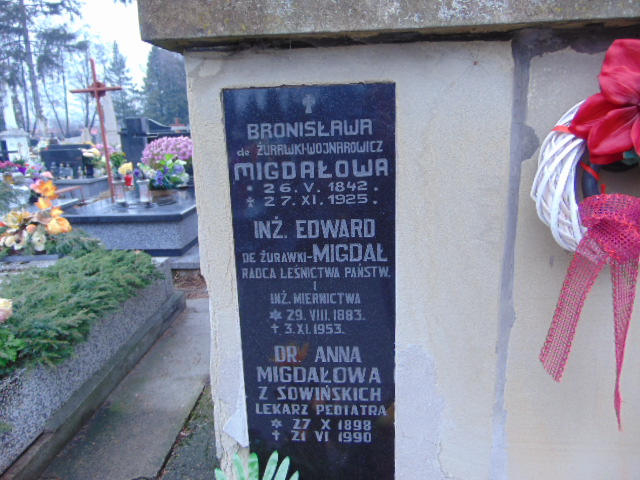 BRONISŁAWA
de ŻURAWKI-WOJNAROWICZ
MIGDAŁOWA
* 26. V. 1842.
✝ 27. XI. 1925.
INŻ. EDWARD
DE ŻURAWKI-MIGDAŁ
RADCA LEŚNICTWA PAŃSTW.
I
INŻ. MIERNICTWA
* 29. VIII. 1883.
✝ 3. XI. 1953.
DR. ANNA
MIGDAŁOWA
Z SOWIŃSKICH
LEKARZ PEDIATRA
* 27 X 1898
✝ 21 VI 1990